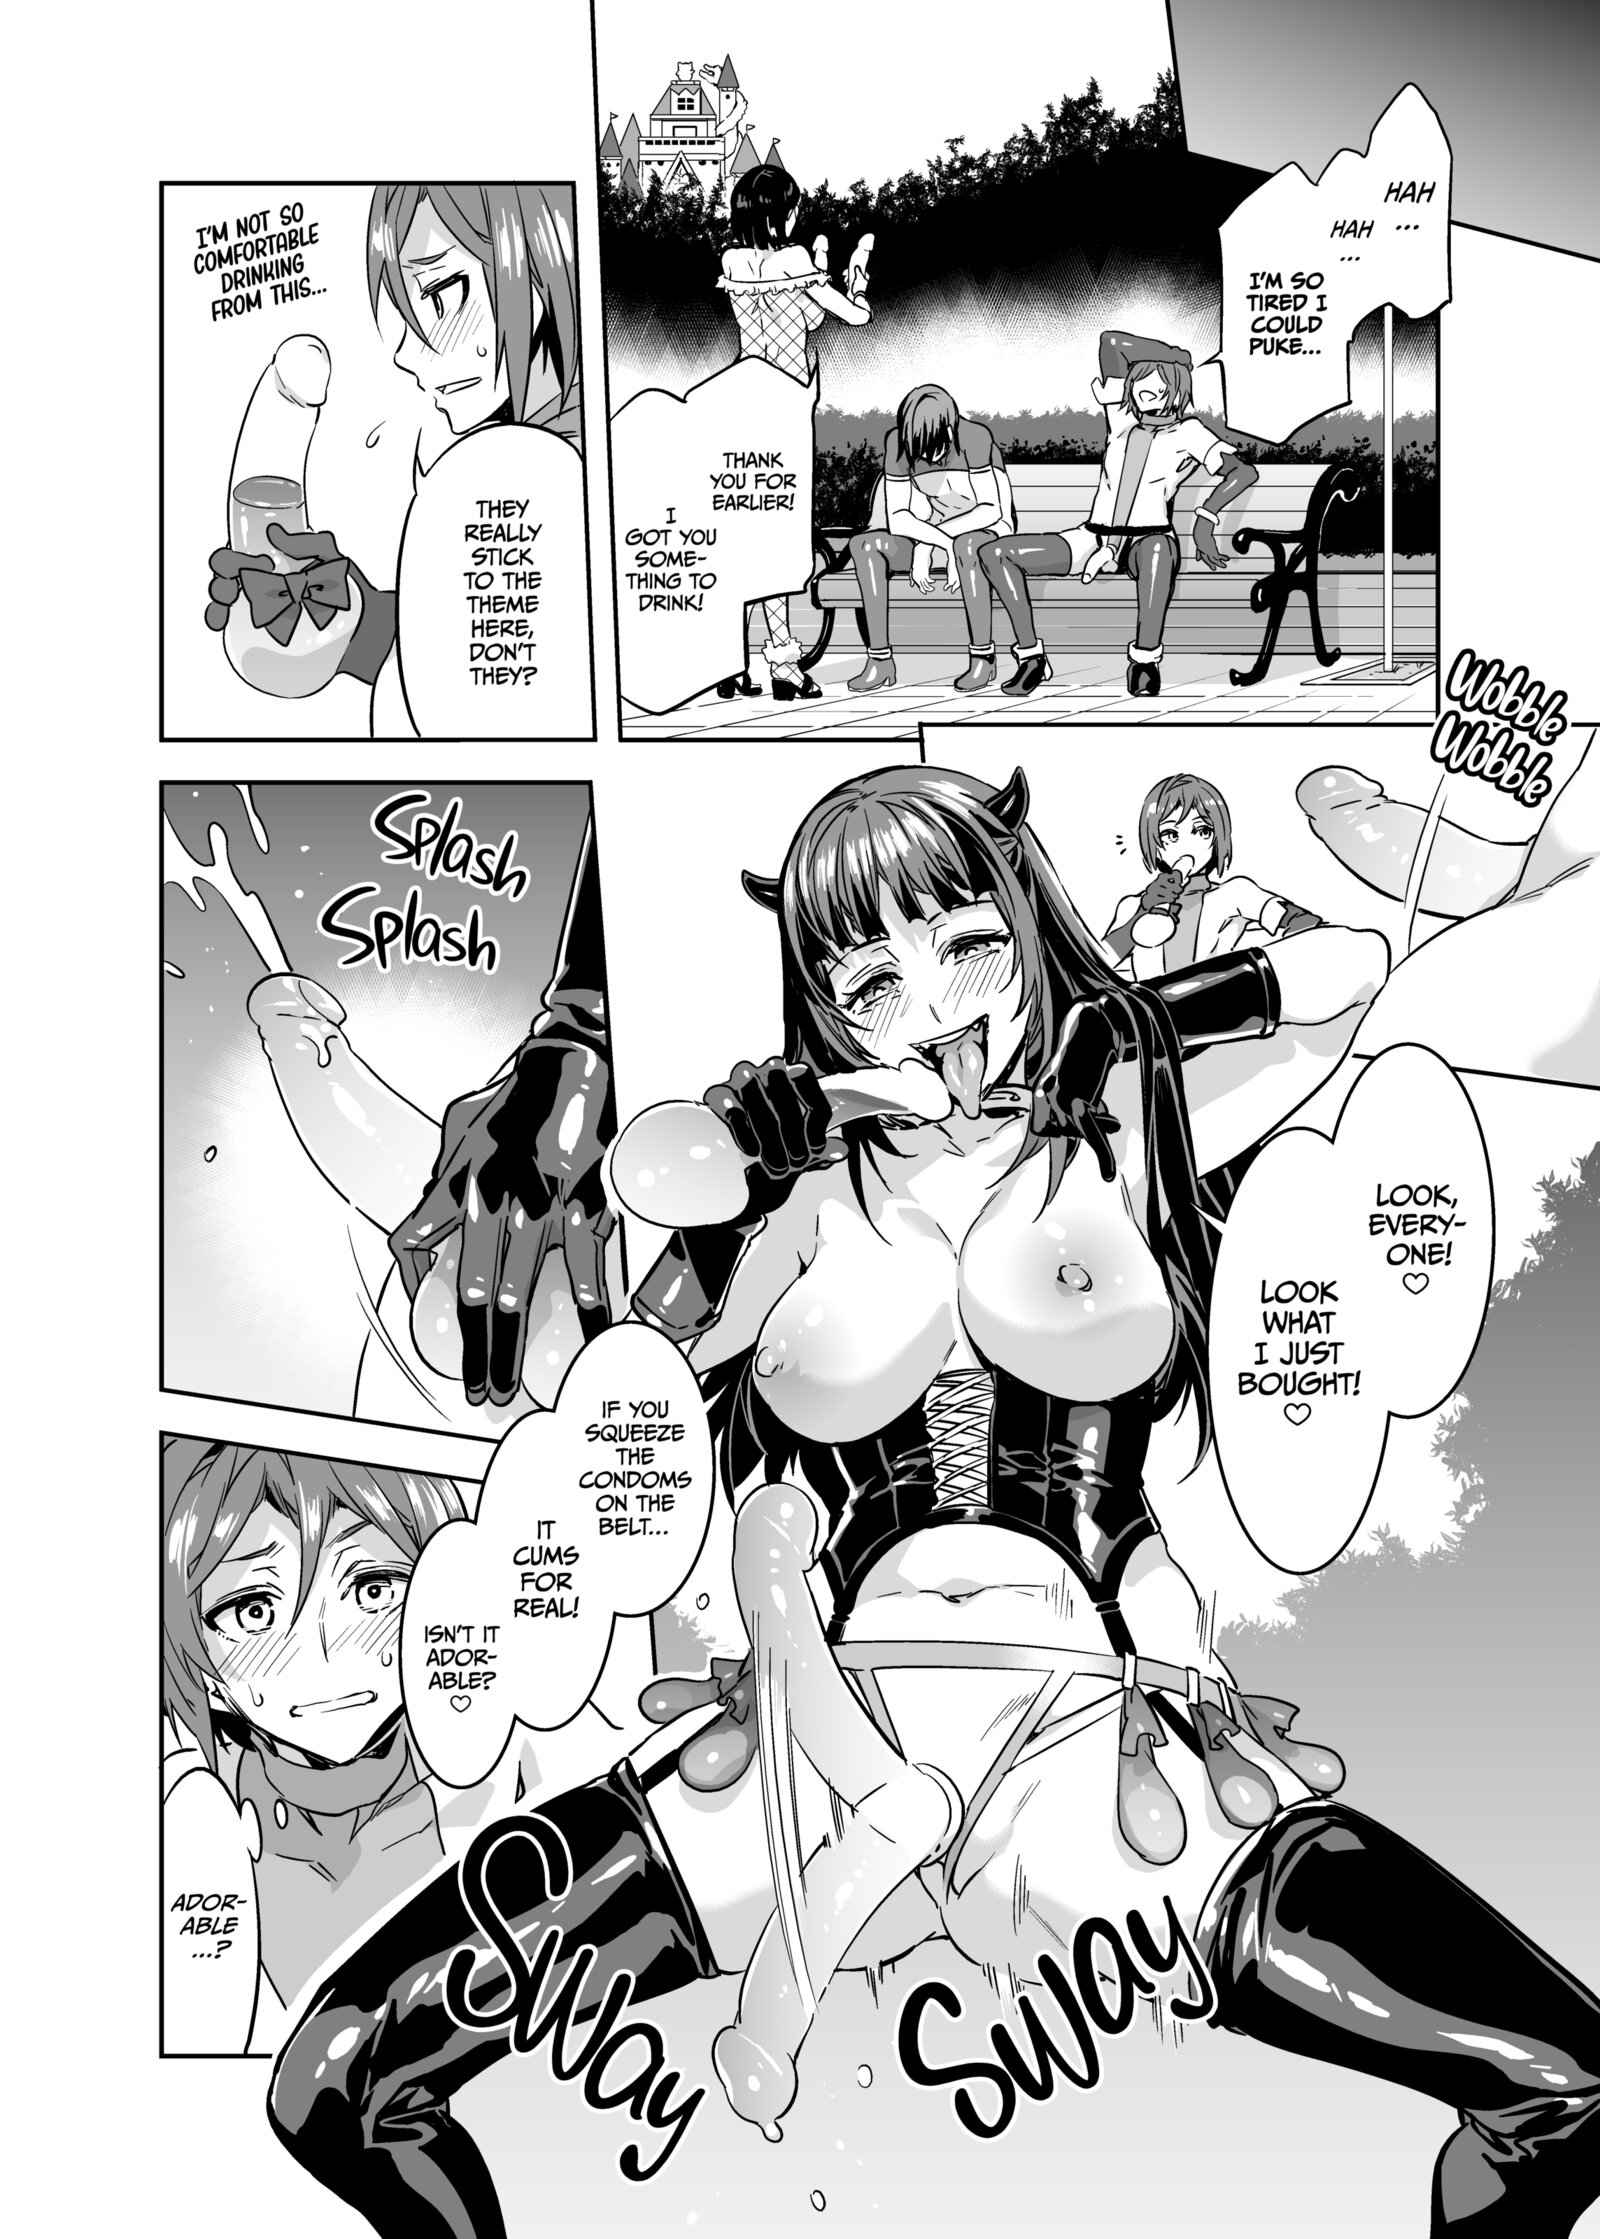 HAH
...
HAH
...
I'M SO
TIRED I
COULD
PUKE...
THANK
YOU FOR
EARLIER!
I
GOT YOU
SOME-
THING TO
DRINK!
I'M NOT SO
COMFORTABLE
DRINKING
FROM THIS...
THEY
REALLY
STICK
TO THE
THEME
HERE,
DON'T
THEY?
Wobble
Wobble
LOOK,
EVERY-
ONE!
♡
LOOK
WHAT
I JUST
BOUGHT!
♡
Splash
Splash
IF YOU
SQUEEZE
THE
CONDOMS
ON THE
BELT...
IT
CUMS
FOR
REAL!
ISN'T IT
ADOR-
ABLE?
♡
ADOR-
ABLE
...?
Sway
Sway